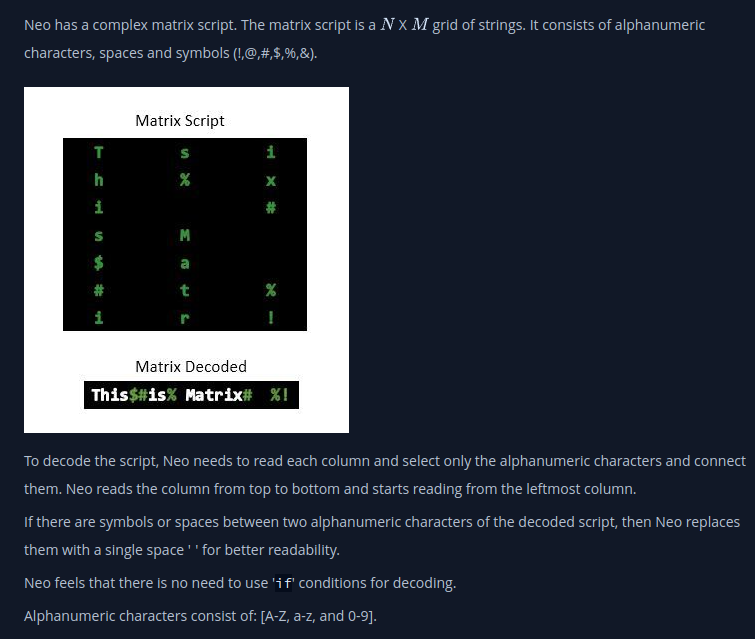 Neo has a complex matrix script. The matrix script is a N X M grid of strings. It consists of alphanumeric
characters, spaces and symbols (!,@,#,$,%,&).
Matrix Script
T s i
h % x
i #
s M
$ a
# t %
i r !
Matrix Decoded
This$#is% Matrix#  %!
To decode the script, Neo needs to read each column and select only the alphanumeric characters and connect
them. Neo reads the column from top to bottom and starts reading from the leftmost column.
If there are symbols or spaces between two alphanumeric characters of the decoded script, then Neo replaces
them with a single space ' ' for better readability.
Neo feels that there is no need to use 'if' conditions for decoding.
Alphanumeric characters consist of: [A-Z, a-z, and 0-9].